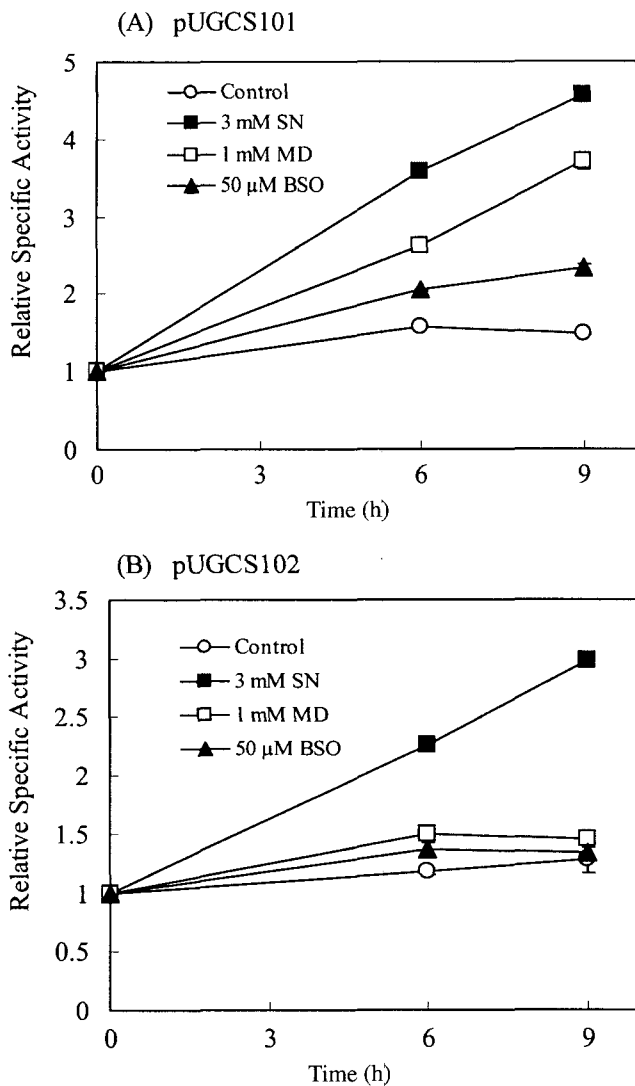 (A) pUGCS101
5
4
3
2
1
0
Relative Specific Activity
Control
3 mM SN
1 mM MD
50 µM BSO
0
3
6
9
Time (h)
(B) pUGCS102
3.5
3
2.5
2
1.5
1
0.5
0
Relative Specific Activity
Control
3 mM SN
1 mM MD
50 µM BSO
0
3
6
9
Time (h)